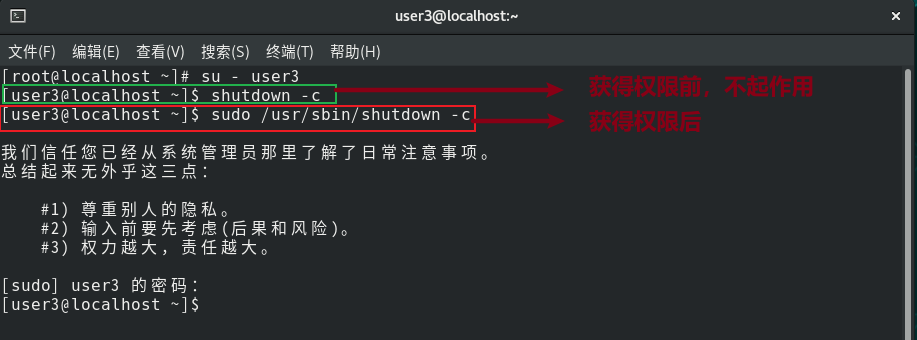 user3@localhost:~
文件(F) 编辑(E) 查看(V) 搜索(S) 终端(T) 帮助(H)
[root@localhost ~]# su - user3
[user3@localhost ~]$ shutdown -c 获得权限前，不起作用
[user3@localhost ~]$ sudo /usr/sbin/shutdown -c 获得权限后
我们信任您已经从系统管理员那里了解了日常注意事项。
总结起来无外乎这三点：
#1) 尊重别人的隐私。
#2) 输入前要先考虑(后果和风险)。
#3) 权力越大，责任越大。
[sudo] user3 的密码：
[user3@localhost ~]$